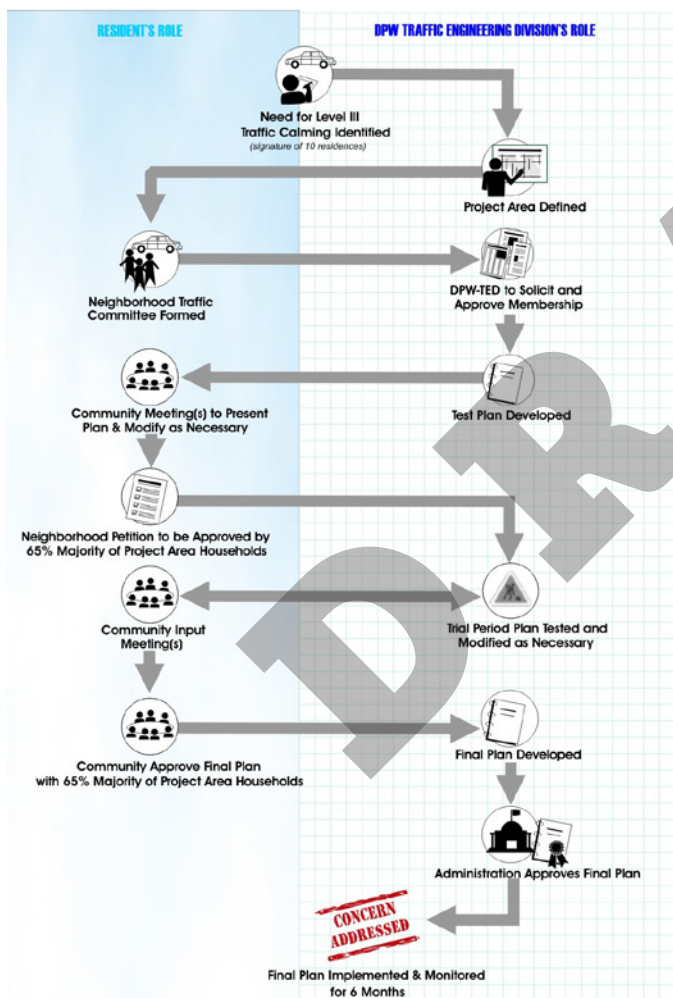 RESIDENT'S ROLE
DPW TRAFFIC ENGINEERING DIVISION'S ROLE
Need for Level III
Traffic Calming Identified
(signature of 10 residences)
Project Area Defined
Neighborhood Traffic
Committee Formed
DPW-TED to Solicit and
Approve Membership
Community Meeting(s) to Present
Plan & Modify as Necessary
Test Plan Developed
Neighborhood Petition to be Approved by
65% Majority of Project Area Households
Community Input
Meeting(s)
Trial Period Plan Tested and
Modified as Necessary
Community Approve Final Plan
with 65% Majority of Project Area Households
Final Plan Developed
Administration Approves Final Plan
CONCERN
ADDRESSED
Final Plan Implemented & Monitored
for 6 Months
D R